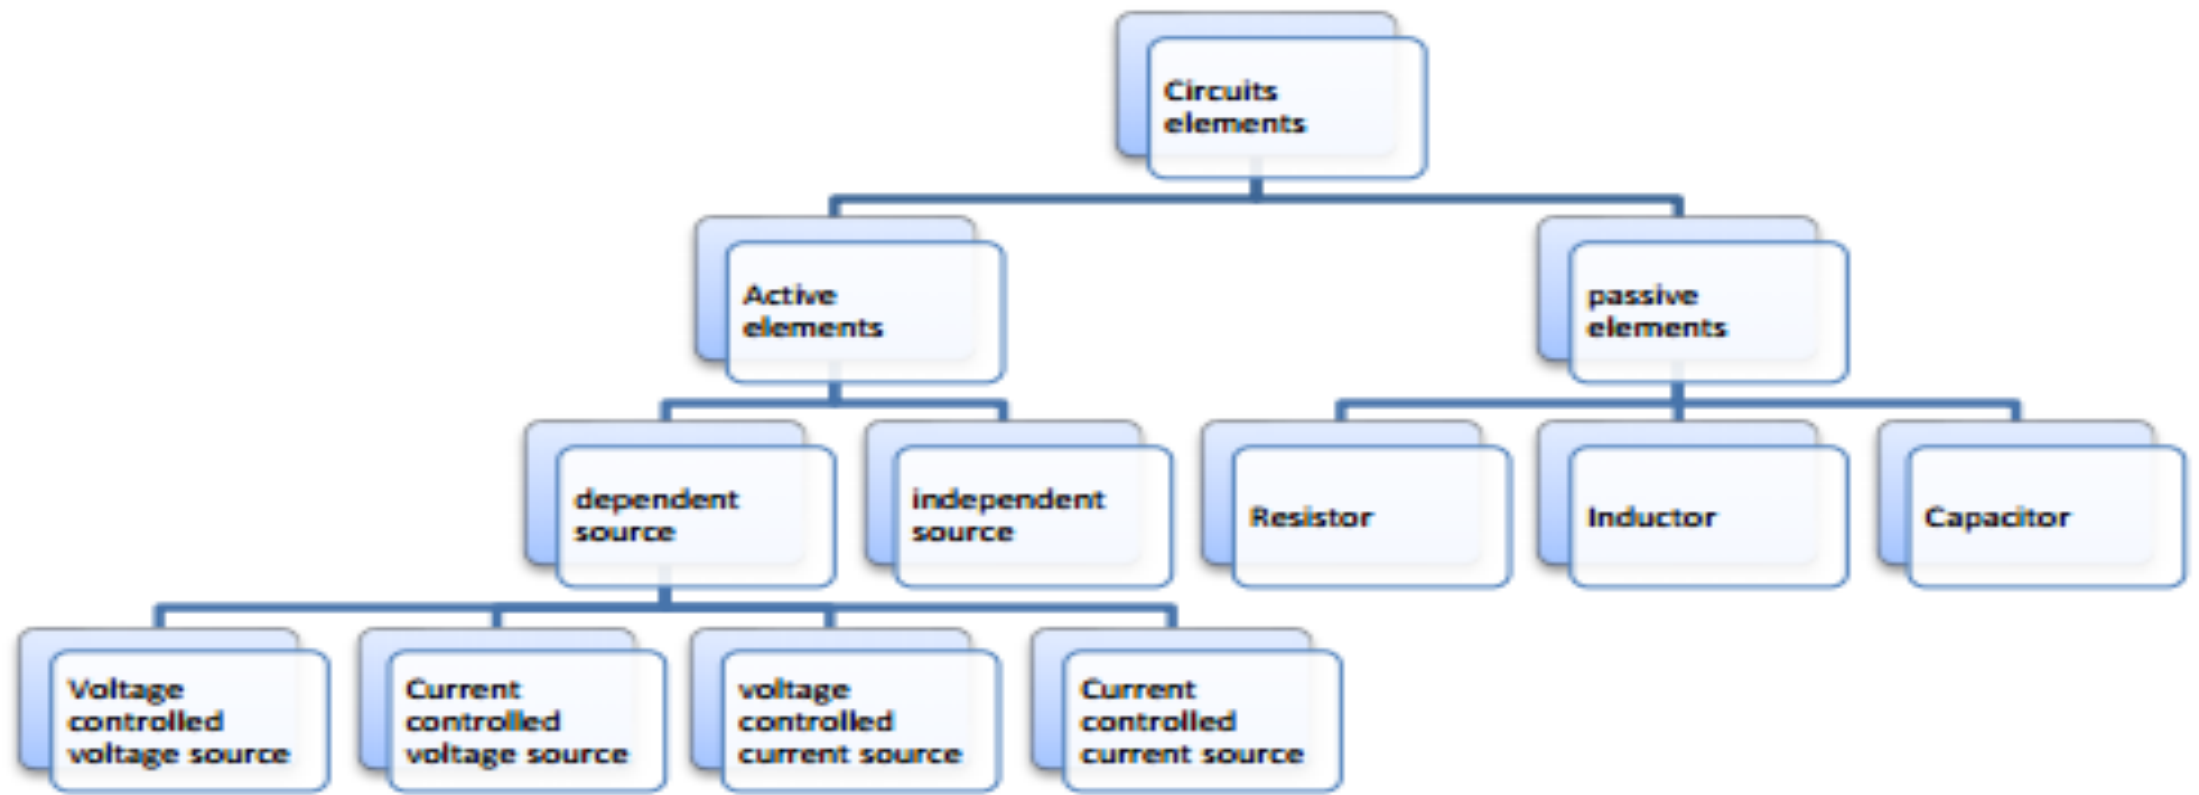 Circuits
elements
Active
elements
passive
elements
dependent
source
independent
source
Resistor
Inductor
Capacitor
Voltage
controlled
voltage source
Current
controlled
voltage source
voltage
controlled
current source
Current
controlled
current source